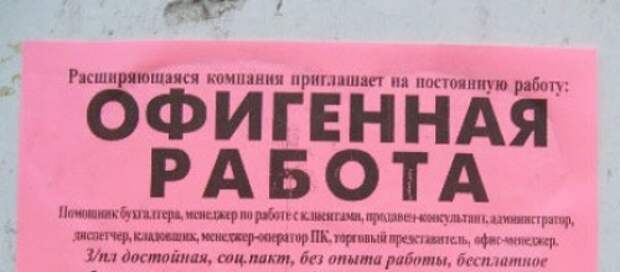 Расширяющаяся компания приглашает на постоянную работу:
ОФИГЕННАЯ
РАБОТА
Помощник бухгалтера, менеджер по работе с клиентами, продавец-консультант, администратор,
диспетчер, кладовщик, менеджер-оператор ПК, торговый представитель, офис-менеджер.
З/пл достойная, соц.пакт, без опыта работы, бесплатное